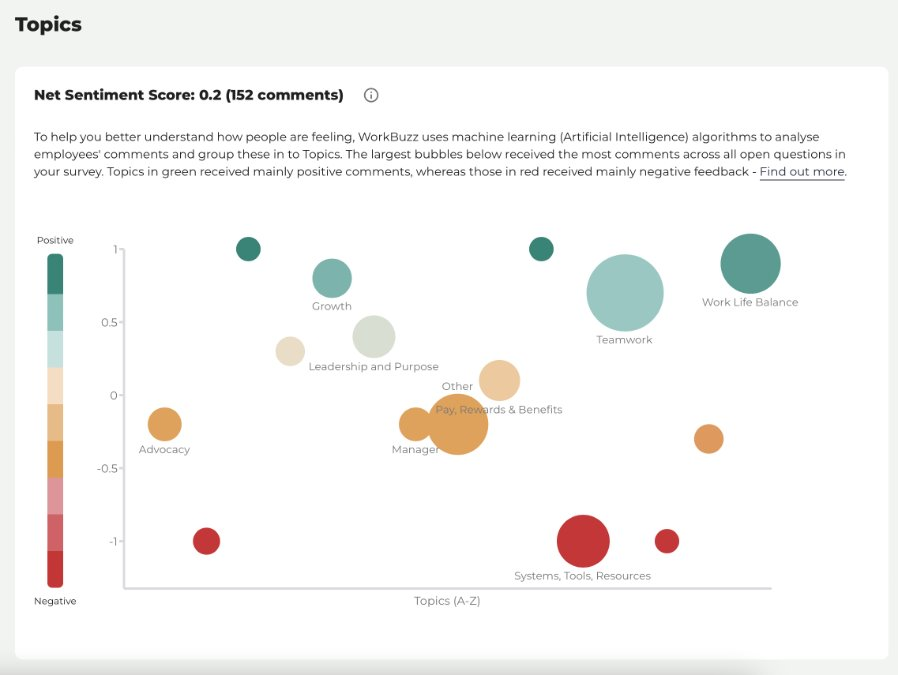 Topics
Net Sentiment Score: 0.2 (152 comments)
To help you better understand how people are feeling, WorkBuzz uses machine learning (Artificial Intelligence) algorithms to analyse
employees' comments and group these in to Topics. The largest bubbles below received the most comments across all open questions in
your survey. Topics in green received mainly positive comments, whereas those in red received mainly negative feedback - Find out more.
Positive
1
0.5
0
-0.5
-1
Negative
Growth
Work Life Balance
Teamwork
Leadership and Purpose
Other
Pay, Rewards & Benefits
Advocacy
Manager
Systems, Tools, Resources
Topics (A-Z)